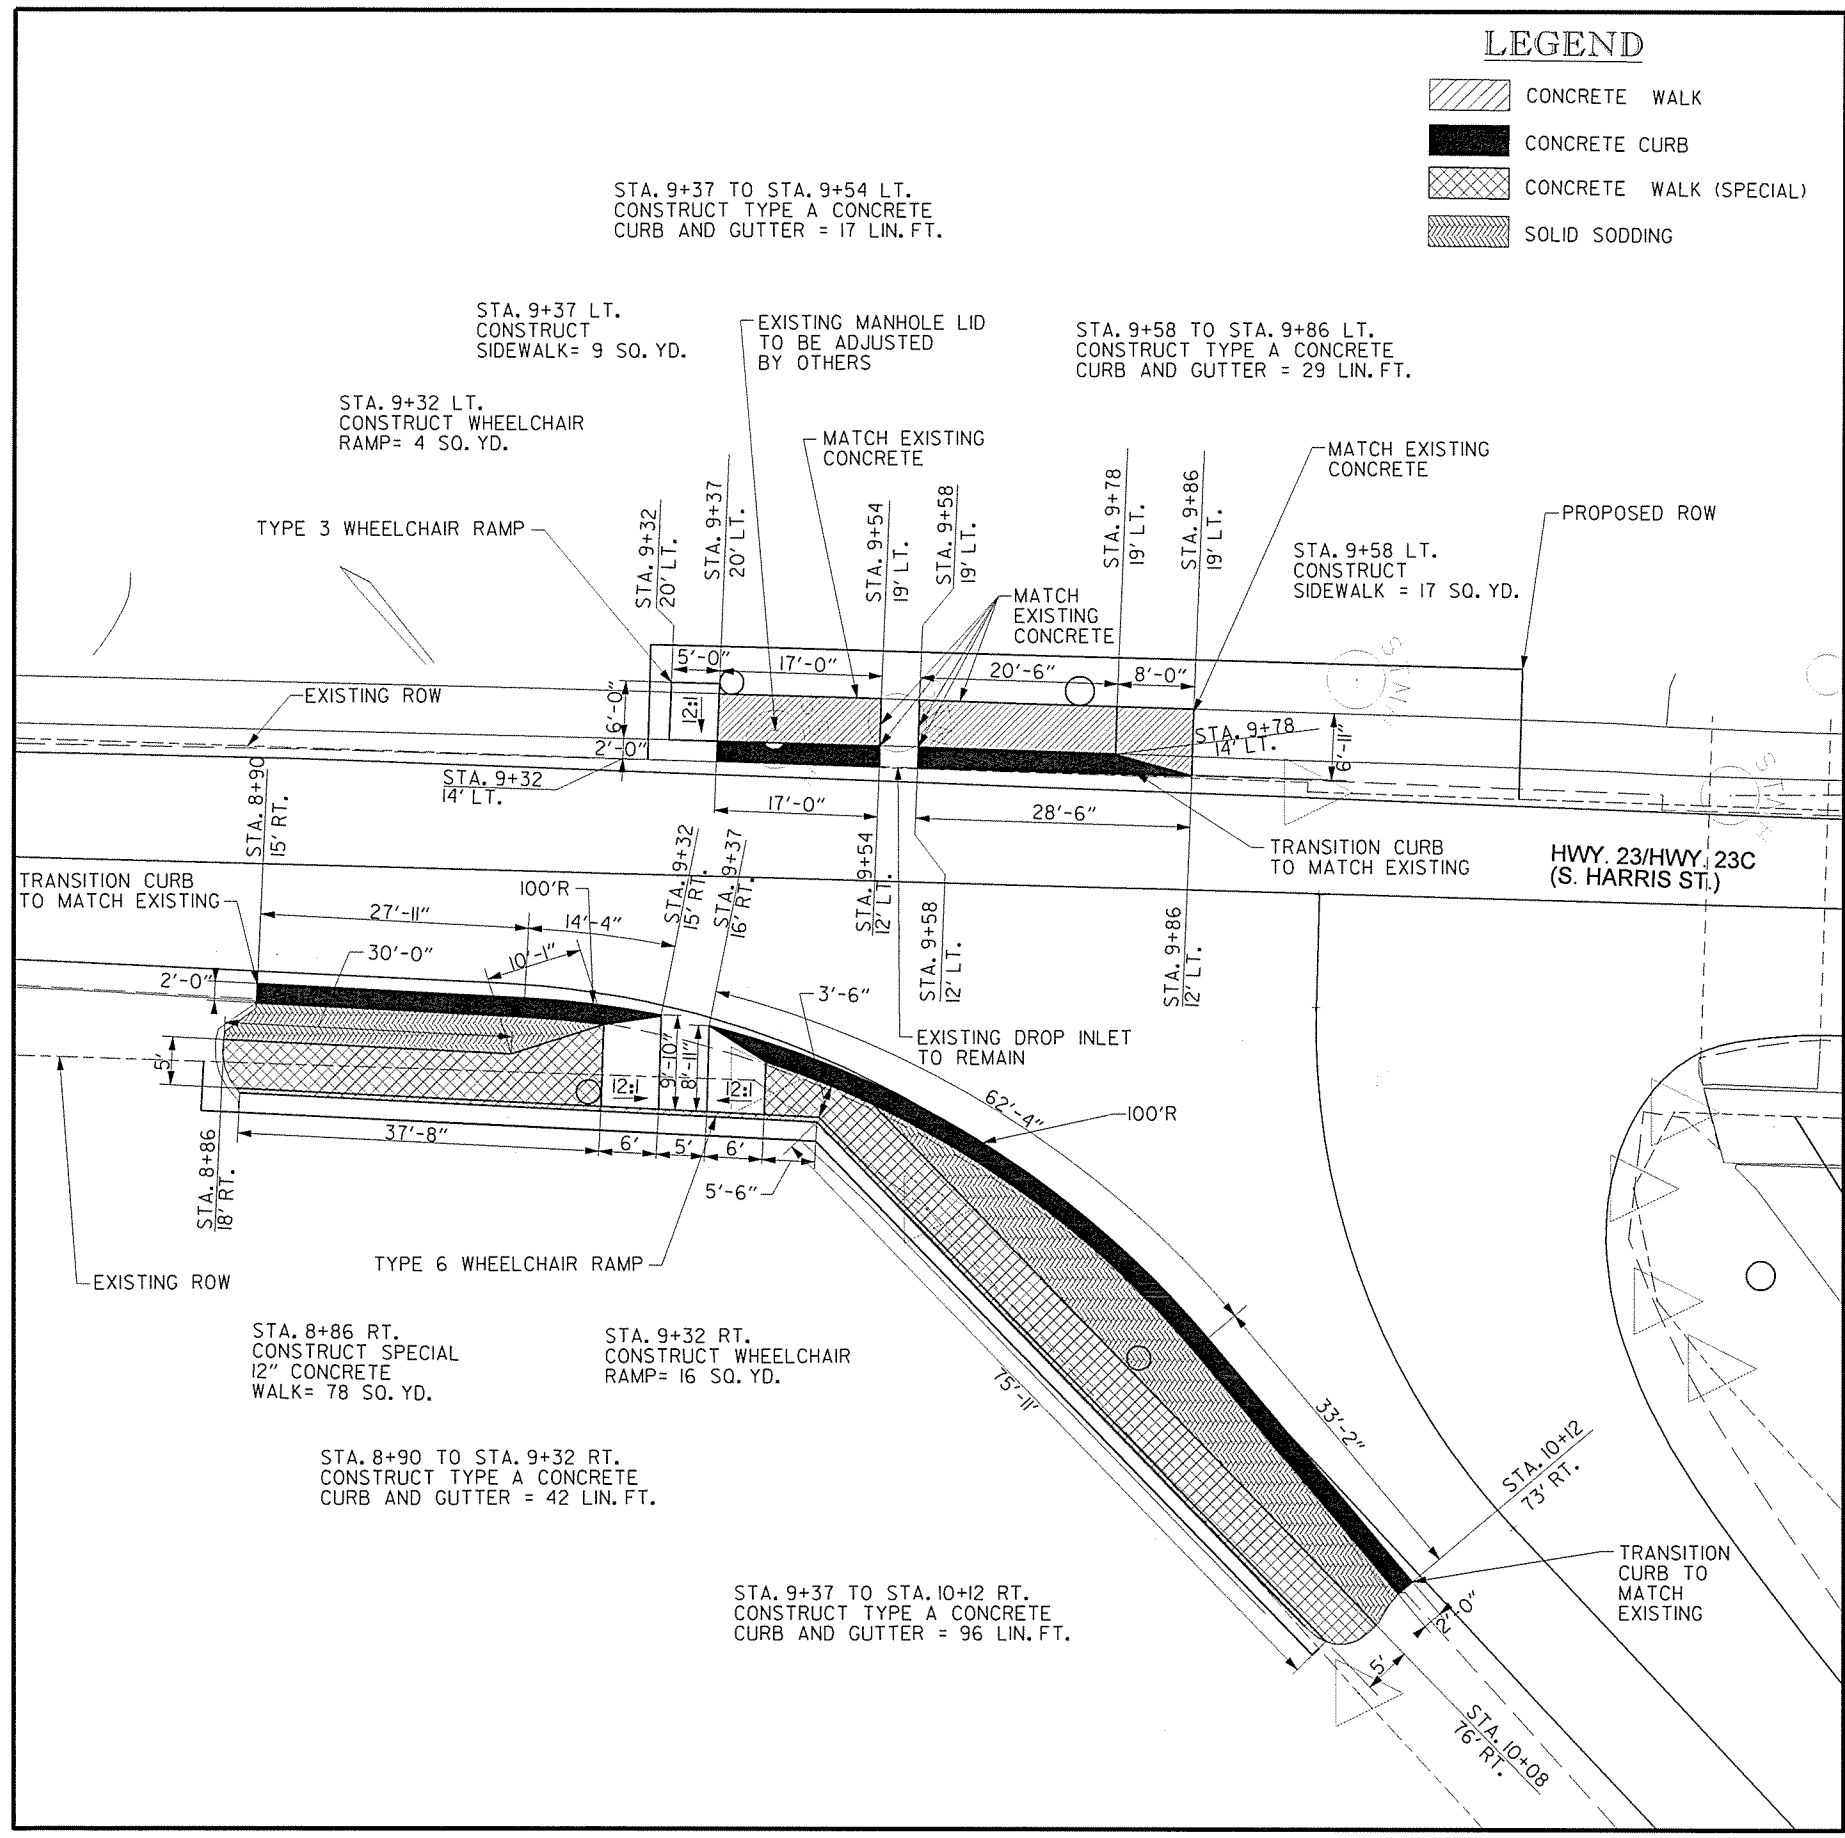 LEGEND
CONCRETE WALK
CONCRETE CURB
CONCRETE WALK (SPECIAL)
SOLID SODDING
STA. 9+37 TO STA. 9+54 LT.
CONSTRUCT TYPE A CONCRETE
CURB AND GUTTER = 17 LIN. FT.
STA. 9+37 LT.
CONSTRUCT
SIDEWALK= 9 SQ. YD.
EXISTING MANHOLE LID
TO BE ADJUSTED
BY OTHERS
STA. 9+58 TO STA. 9+86 LT.
CONSTRUCT TYPE A CONCRETE
CURB AND GUTTER = 29 LIN. FT.
STA. 9+32 LT.
CONSTRUCT WHEELCHAIR
RAMP= 4 SQ. YD.
MATCH EXISTING
CONCRETE
MATCH EXISTING
CONCRETE
TYPE 3 WHEELCHAIR RAMP
STA. 9+32
20' LT.
STA. 9+37
20' LT.
STA. 9+54
19' LT.
STA. 9+58
19' LT.
STA. 9+78
19' LT.
STA. 9+86
19' LT.
PROPOSED ROW
STA. 9+58 LT.
CONSTRUCT
SIDEWALK = 17 SQ. YD.
MATCH
EXISTING
CONCRETE
5'-0"
17'-0"
20'-6"
8'-0"
EXISTING ROW
6'-0"
12:1
2'-0"
STA. 9+78
14' LT.
6'-11"
STA. 9+32
14' LT.
17'-0"
28'-6"
STA. 8+90
15' RT.
STA. 9+32
15' RT.
STA. 9+37
16' RT.
STA. 9+54
12' LT.
STA. 9+58
12' LT.
STA. 9+86
12' LT.
TRANSITION CURB
TO MATCH EXISTING
HWY. 23/HWY. 23C
(S. HARRIS ST.)
TRANSITION CURB
TO MATCH EXISTING
27'-11"
100'R
14'-4"
30'-0"
10'-1"
2'-0"
3'-6"
EXISTING DROP INLET
TO REMAIN
5'
12:1
9'-10"
8'-11"
12:1
62'-4"
100'R
37'-8"
6'
5'
6'
5'-6"
STA. 8+86
18' RT.
TYPE 6 WHEELCHAIR RAMP
EXISTING ROW
STA. 8+86 RT.
CONSTRUCT SPECIAL
12" CONCRETE
WALK= 78 SQ. YD.
STA. 9+32 RT.
CONSTRUCT WHEELCHAIR
RAMP= 16 SQ. YD.
75'-11"
33'-2"
STA. 10+12
73' RT.
STA. 8+90 TO STA. 9+32 RT.
CONSTRUCT TYPE A CONCRETE
CURB AND GUTTER = 42 LIN. FT.
TRANSITION
CURB TO
MATCH
EXISTING
STA. 9+37 TO STA. 10+12 RT.
CONSTRUCT TYPE A CONCRETE
CURB AND GUTTER = 96 LIN. FT.
2'-0"
5'
STA. 10+08
76' RT.